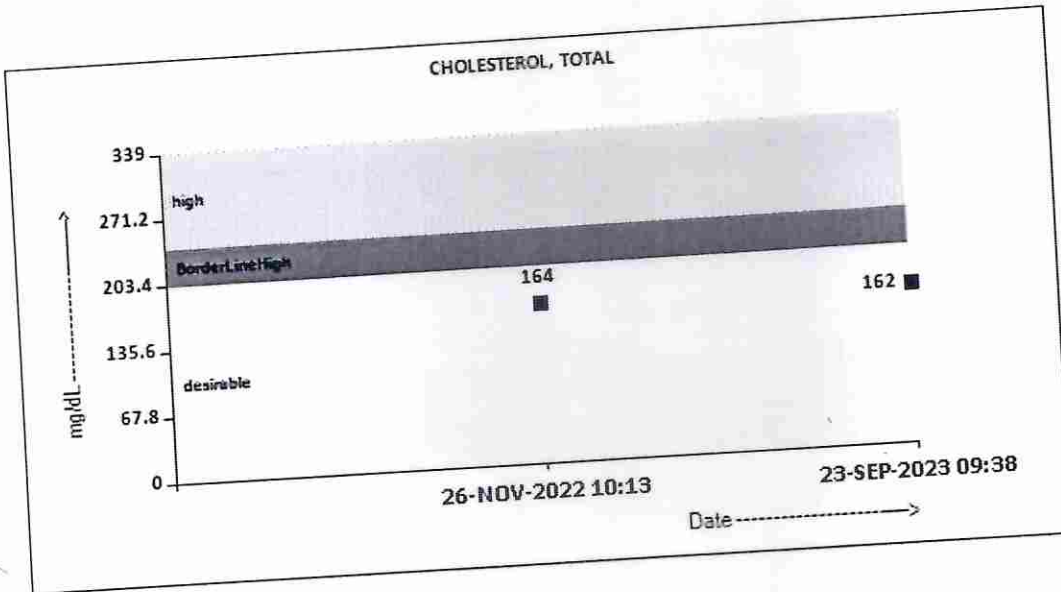 CHOLESTEROL, TOTAL
339
high
271.2
BorderLineHigh
203.4
164
162
135.6
desirable
67.8
0
mg/dL
26-NOV-2022 10:13
23-SEP-2023 09:38
Date